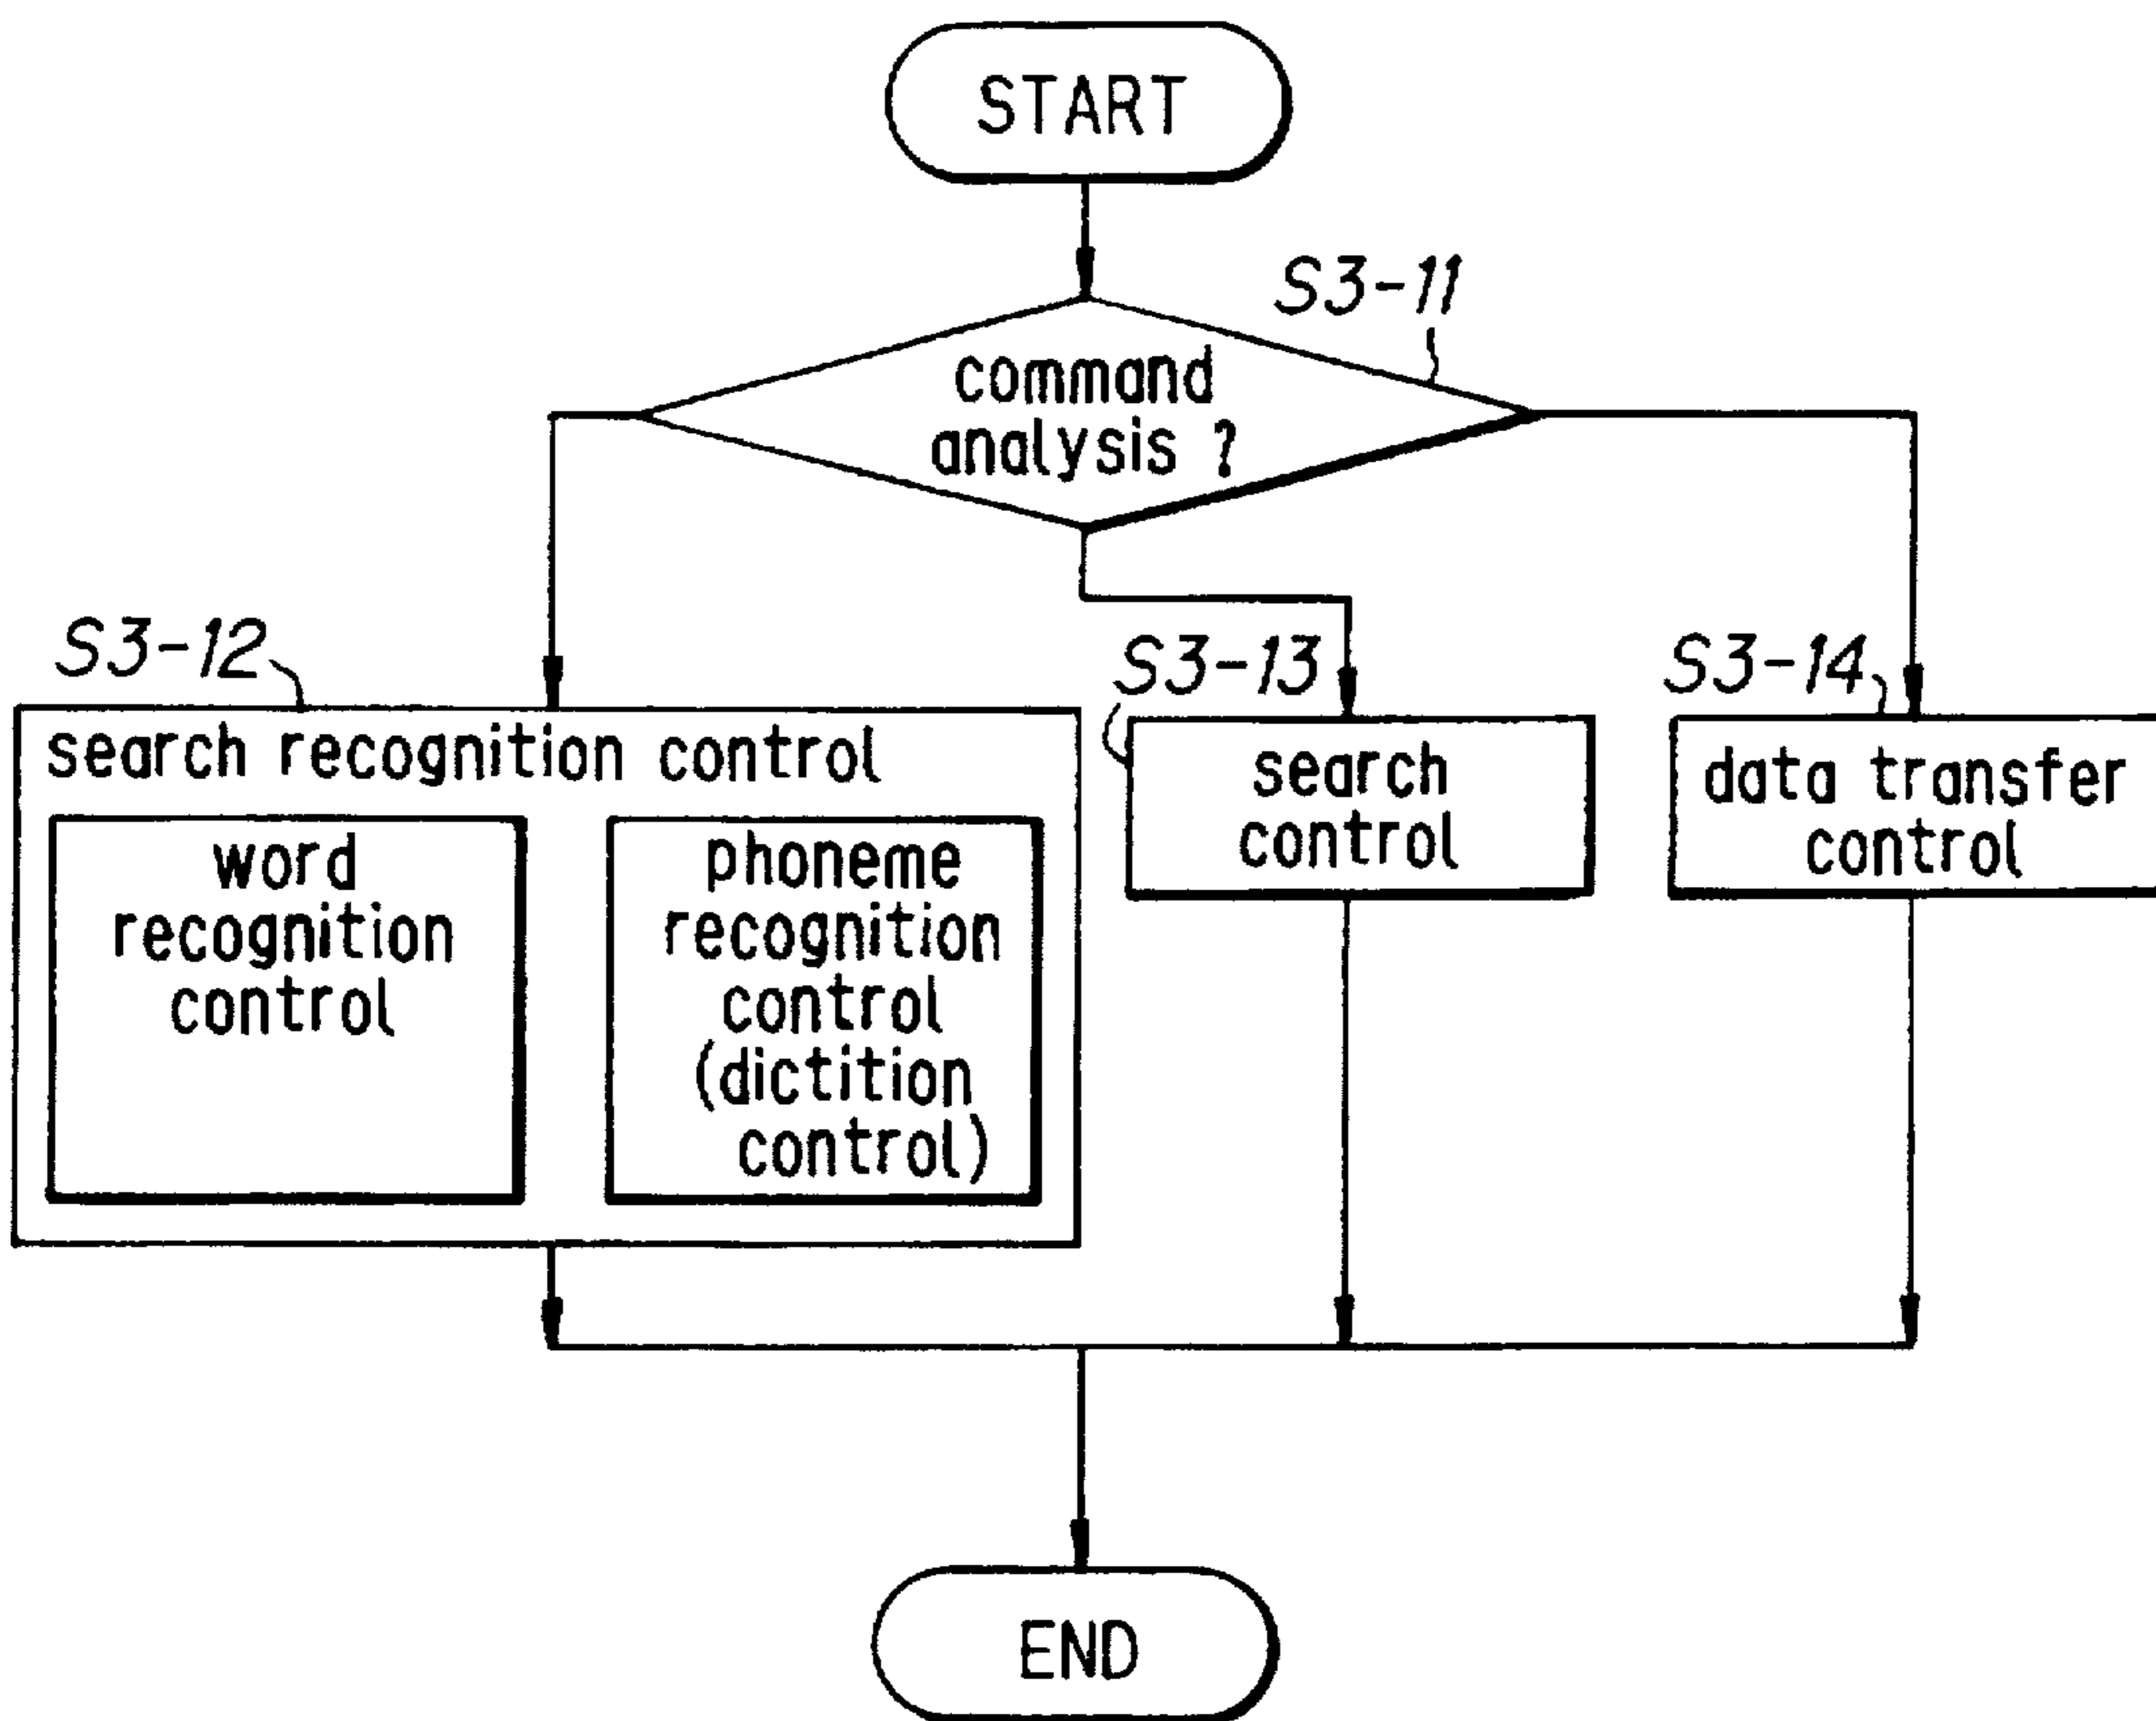 START
S3-11
command
analysis ?
S3-12
S3-13
S3-14
search recognition control
word
recognition
control
phoneme
recognition
control
(dictition
control)
search
control
data transfer
control
END